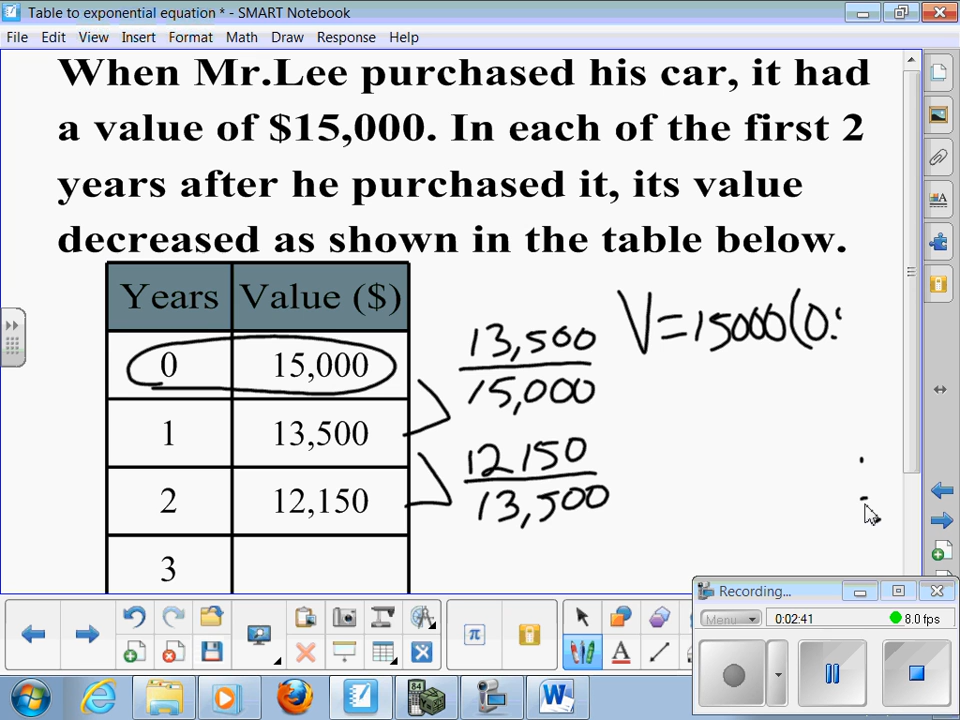 Table to exponential equation * - SMART Notebook
File Edit View Insert Format Math Draw Response Help
When Mr.Lee purchased his car, it had
a value of $15,000. In each of the first 2
years after he purchased it, its value
decreased as shown in the table below.
Years Value ($)
0 15,000
1 13,500
2 12,150
3
13,500
15,000
12150
13,500
V=15000(0.
Recording...
Menu 0:02:41 8.0 fps